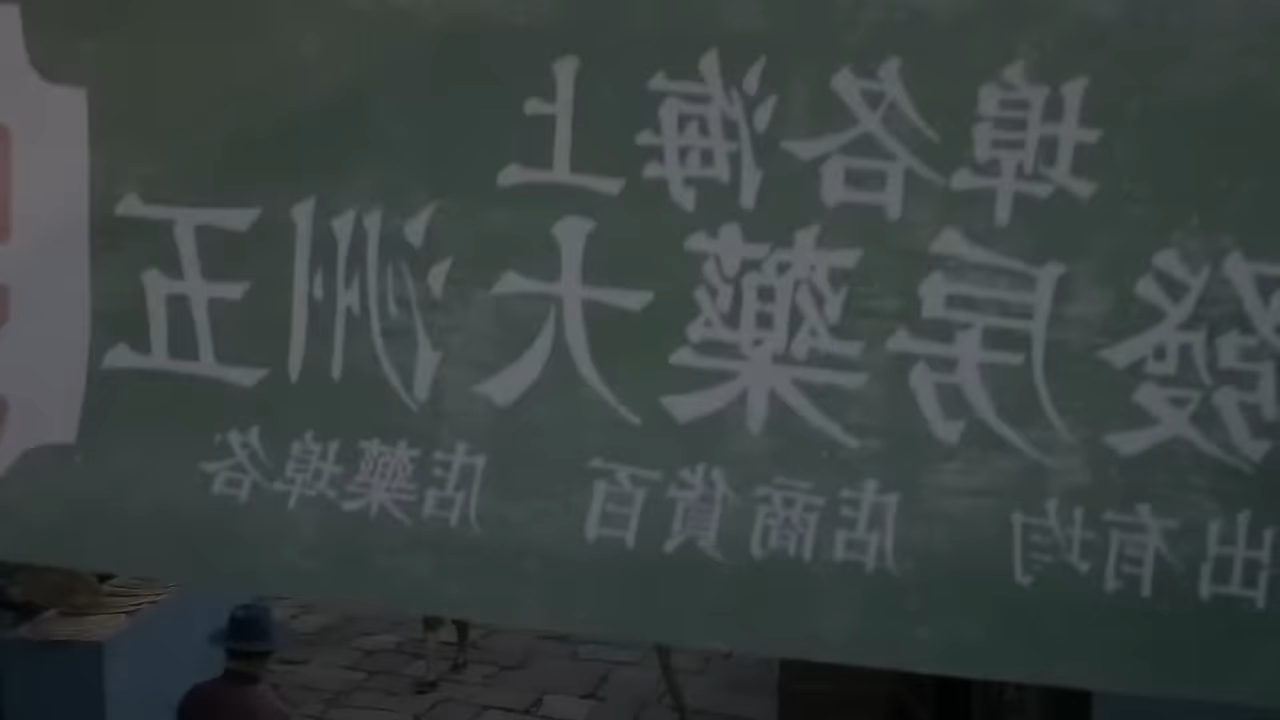 上海各埠
五洲大藥房發
各埠藥店 百貨商店 均有出